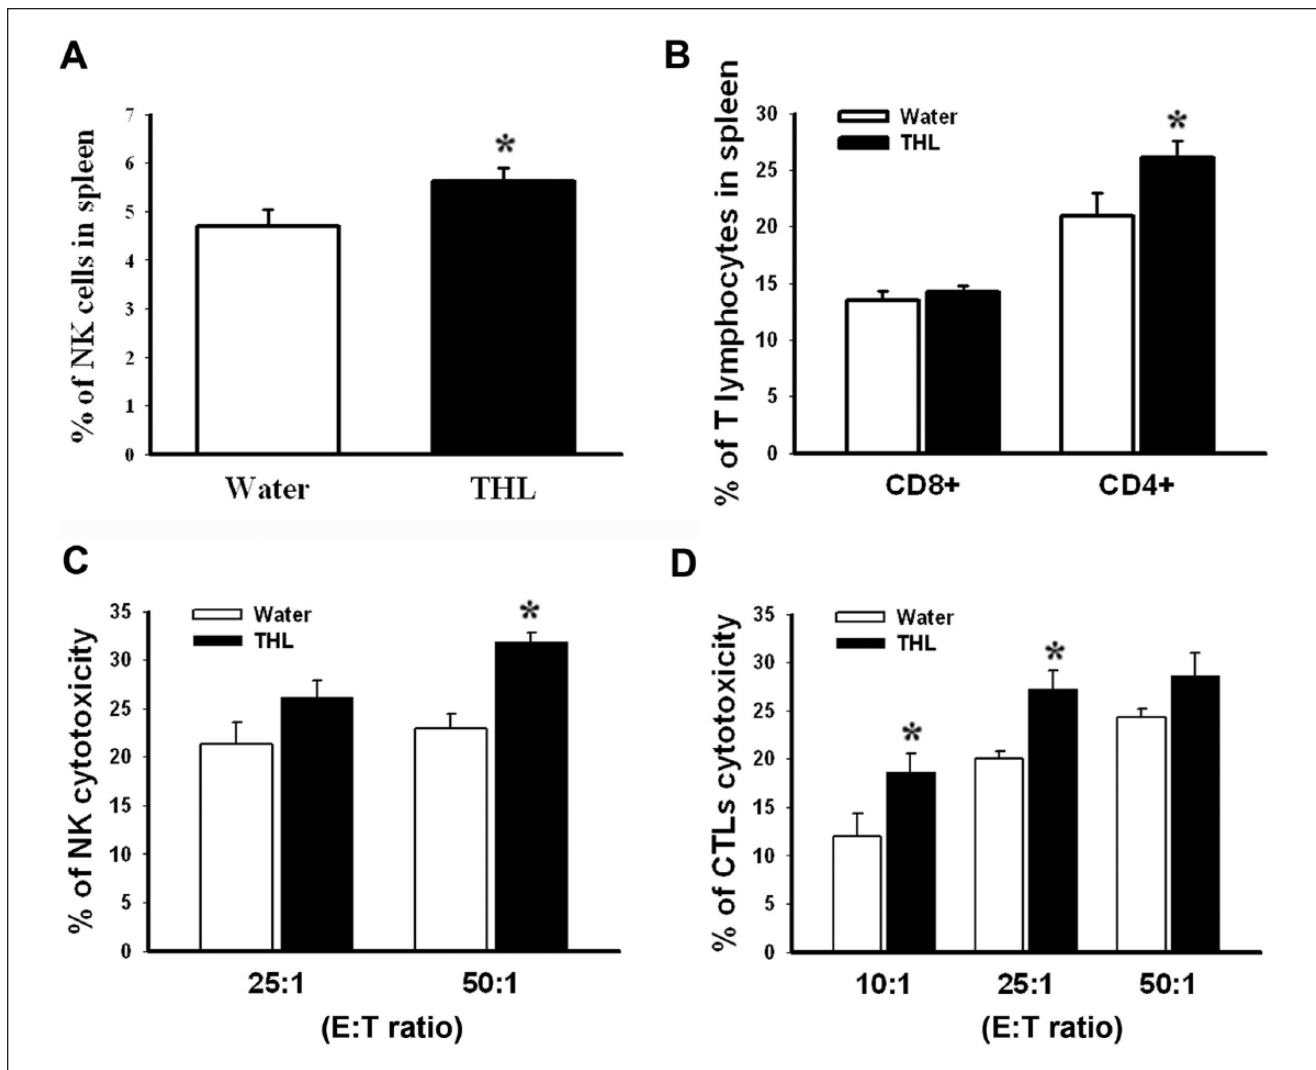 A
% of NK cells in spleen
7
6
5
4
3
2
1
0
*
Water THL
B
% of T lymphocytes in spleen
30
25
20
15
10
5
0
Water
THL
*
CD8+ CD4+
C
% of NK cytotoxicity
35
30
25
20
15
10
5
0
Water
THL
*
25:1 50:1
(E:T ratio)
D
% of CTLs cytotoxicity
35
30
25
20
15
10
5
0
Water
THL
*
*
10:1 25:1 50:1
(E:T ratio)